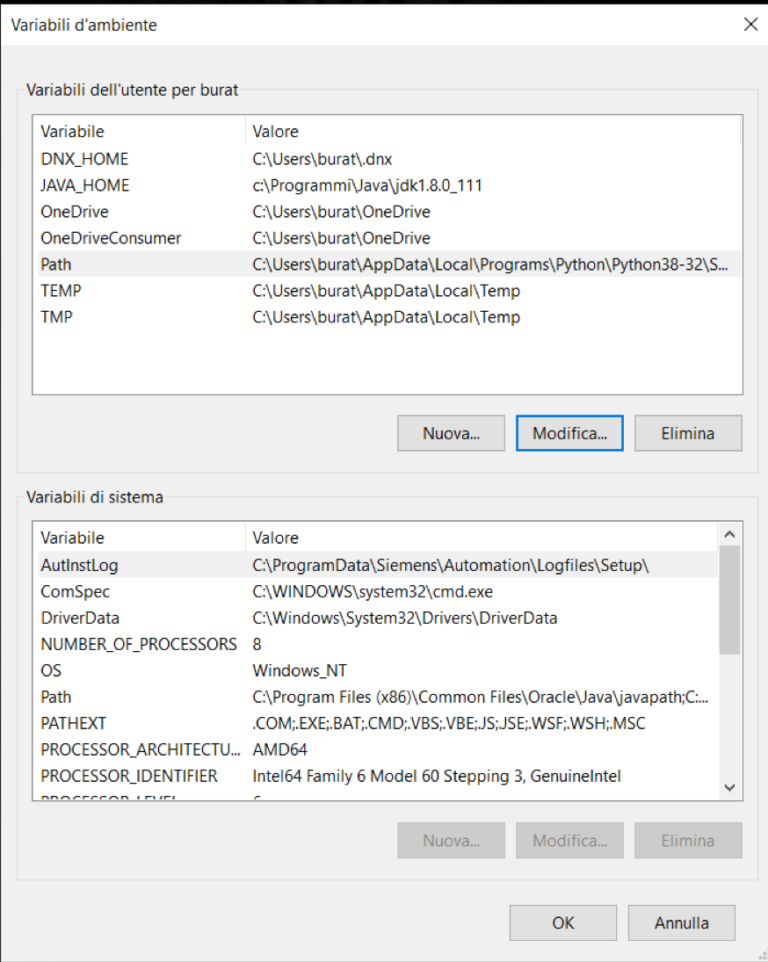 Variabili d'ambiente
Variabili dell'utente per burat
Variabile Valore
DNX_HOME C:\Users\burat\.dnx
JAVA_HOME c:\Programmi\Java\jdk1.8.0_111
OneDrive C:\Users\burat\OneDrive
OneDriveConsumer C:\Users\burat\OneDrive
Path C:\Users\burat\AppData\Local\Programs\Python\Python38-32\S...
TEMP C:\Users\burat\AppData\Local\Temp
TMP C:\Users\burat\AppData\Local\Temp
Nuova... Modifica... Elimina
Variabili di sistema
Variabile Valore
AutInstLog C:\ProgramData\Siemens\Automation\Logfiles\Setup\
ComSpec C:\WINDOWS\system32\cmd.exe
DriverData C:\Windows\System32\Drivers\DriverData
NUMBER_OF_PROCESSORS 8
OS Windows_NT
Path C:\Program Files (x86)\Common Files\Oracle\Java\javapath;C:...
PATHEXT .COM;.EXE;.BAT;.CMD;.VBS;.VBE;.JS;.JSE;.WSF;.WSH;.MSC
PROCESSOR_ARCHITECTU... AMD64
PROCESSOR_IDENTIFIER Intel64 Family 6 Model 60 Stepping 3, GenuineIntel
Nuova... Modifica... Elimina
OK Annulla